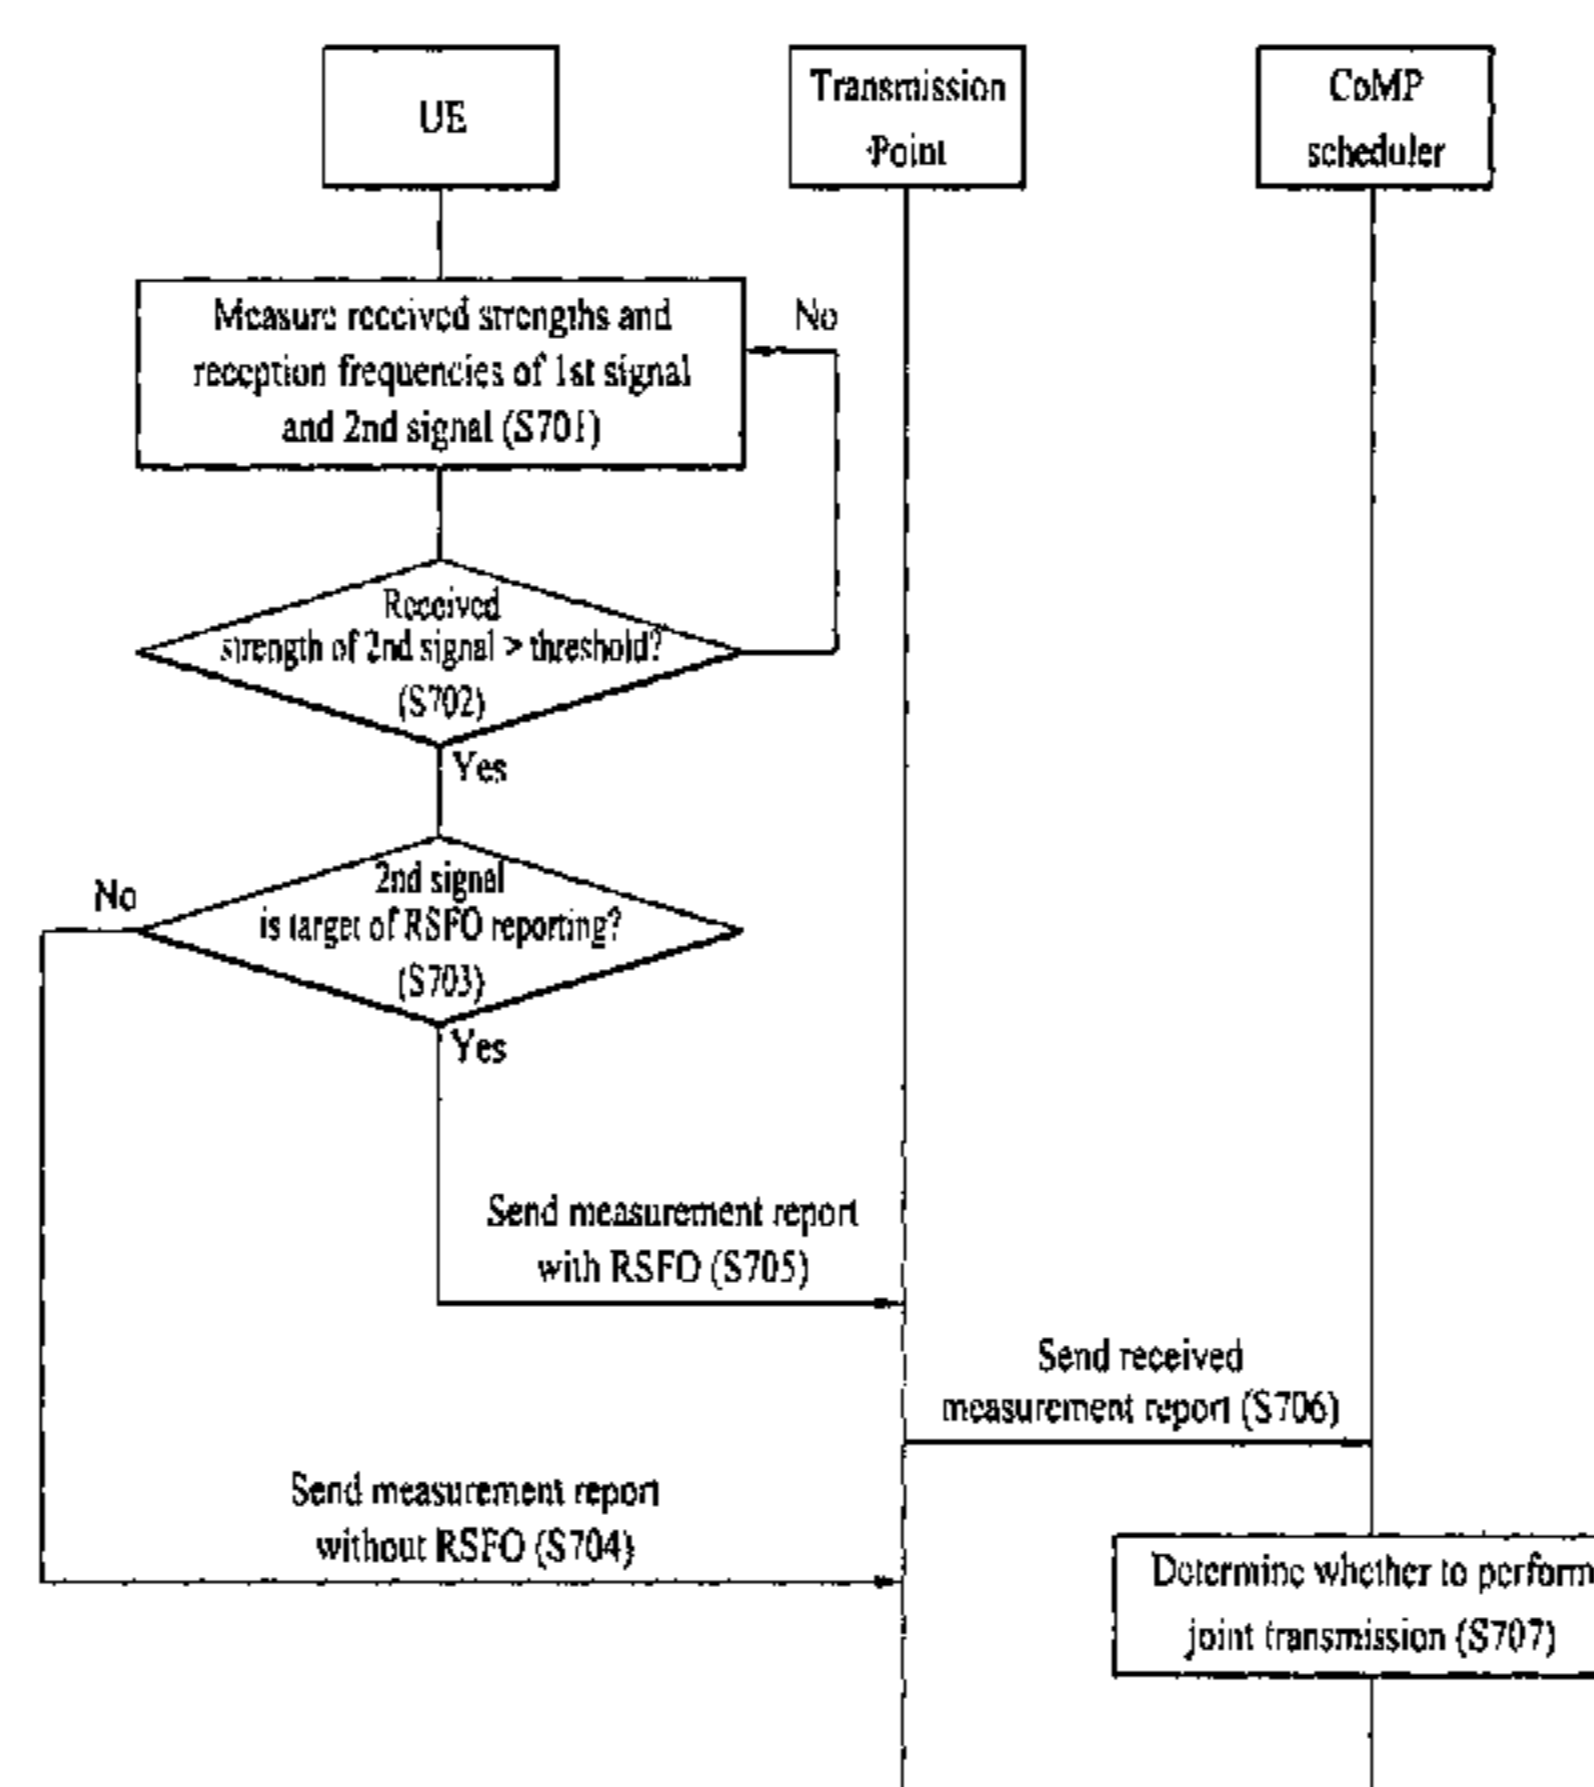 UE
Transmission
Point
CoMP
scheduler
Measure received strengths and
reception frequencies of 1st signal
and 2nd signal (S701)
No
Received
strength of 2nd signal > threshold?
(S702)
Yes
No
2nd signal
is target of RSFO reporting?
(S703)
Yes
Send measurement report
with RSFO (S705)
Send received
measurement report (S706)
Send measurement report
without RSFO (S704)
Determine whether to perform
joint transmission (S707)